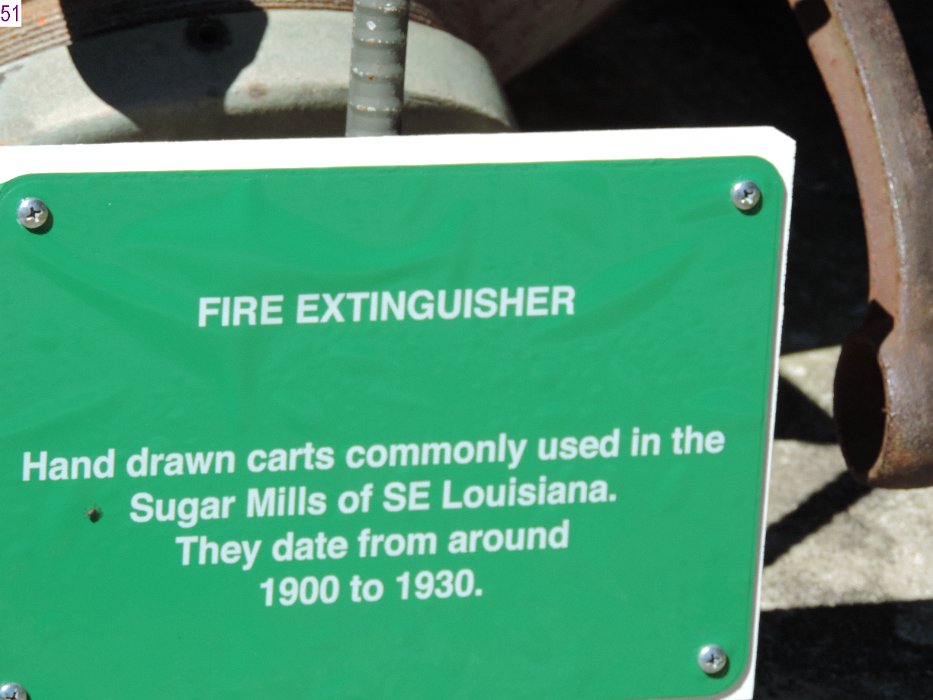 51
FIRE EXTINGUISHER
Hand drawn carts commonly used in the
Sugar Mills of SE Louisiana.
They date from around
1900 to 1930.